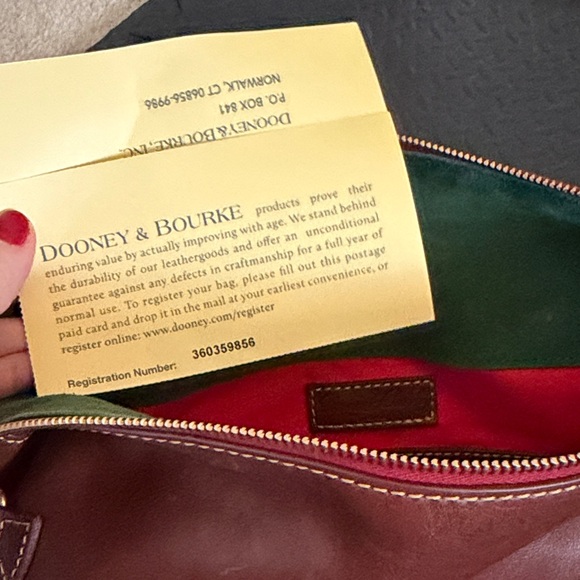 DOONEY & BOURKE, INC.
P.O. BOX 841
NORWALK, CT 06856-9986
DOONEY & BOURKE products prove their
enduring value by actually improving with age. We stand behind
the durability of our leathergoods and offer an unconditional
guarantee against any defects in craftsmanship for a full year of
normal use. To register your bag, please fill out this postage
paid card and drop it in the mail at your earliest convenience, or
register online: www.dooney.com/register
Registration Number: 360359856